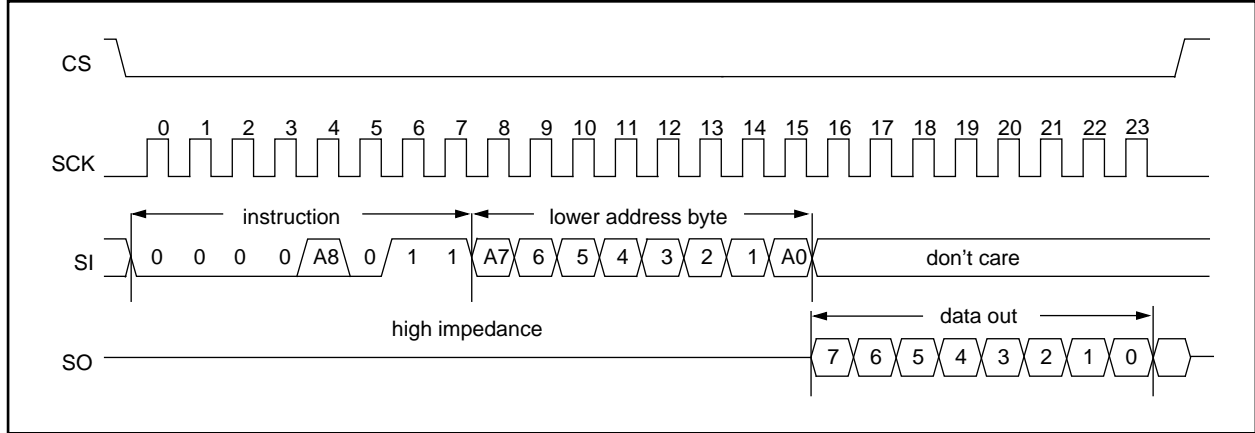 CS
0 1 2 3 4 5 6 7 8 9 10 11 12 13 14 15 16 17 18 19 20 21 22 23
SCK
instruction lower address byte
SI 0 0 0 0 A8 0 1 1 A7 6 5 4 3 2 1 A0 don't care
high impedance data out
SO 7 6 5 4 3 2 1 0